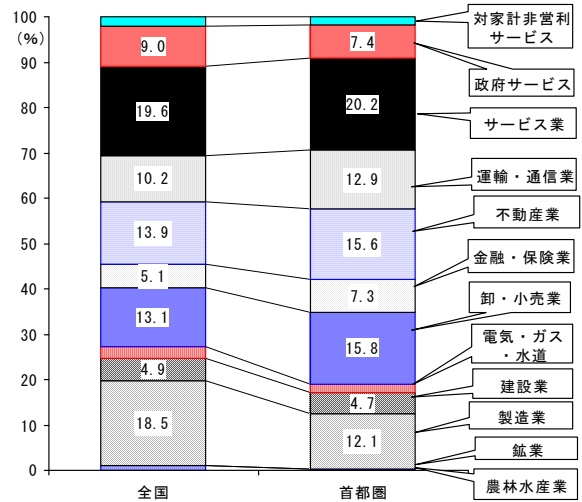 100
(%)
90
80
70
60
50
40
30
20
10
0
9.0
19.6
10.2
13.9
5.1
13.1
4.9
18.5
全国
7.4
20.2
12.9
15.6
7.3
15.8
4.7
12.1
首都圏
対家計非営利
サービス
政府サービス
サービス業
運輸・通信業
不動産業
金融・保険業
卸・小売業
電気・ガス
・水道
建設業
製造業
鉱業
農林水産業